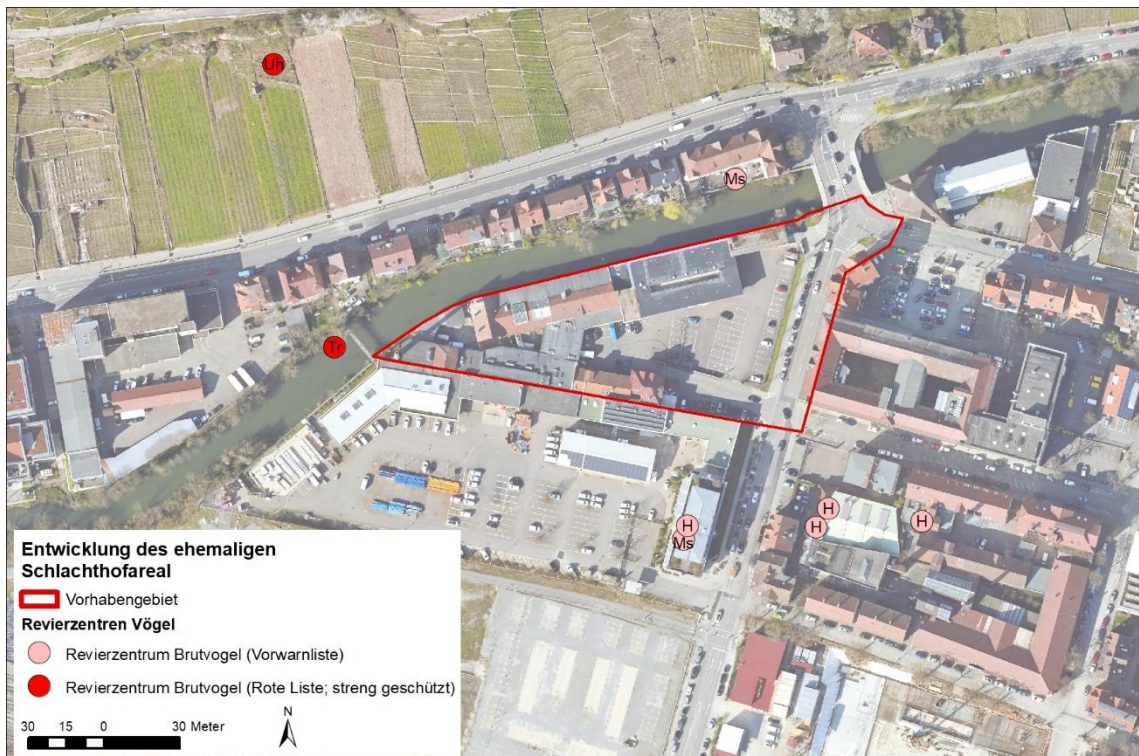 Uh
Ms
Tr
H
H
H
H
Ms
Entwicklung des ehemaligen
Schlachthofareal
Vorhabengebiet
Revierzentren Vögel
Revierzentrum Brutvogel (Vorwarnliste)
Revierzentrum Brutvogel (Rote Liste; streng geschützt)
N
30 15 0 30 Meter